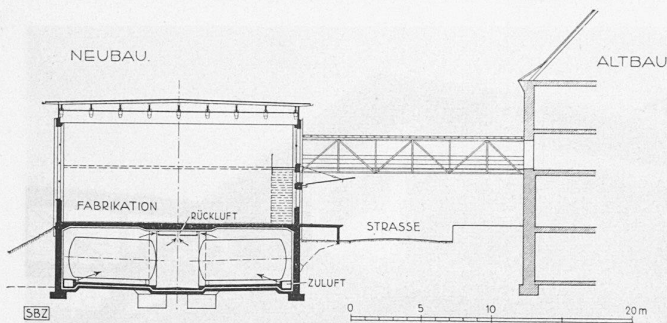 NEUBAU.
ALTBAU
FABRIKATION
RÜCKLUFT
STRASSE
ZULUFT
SBZ
0 5 10 20 m